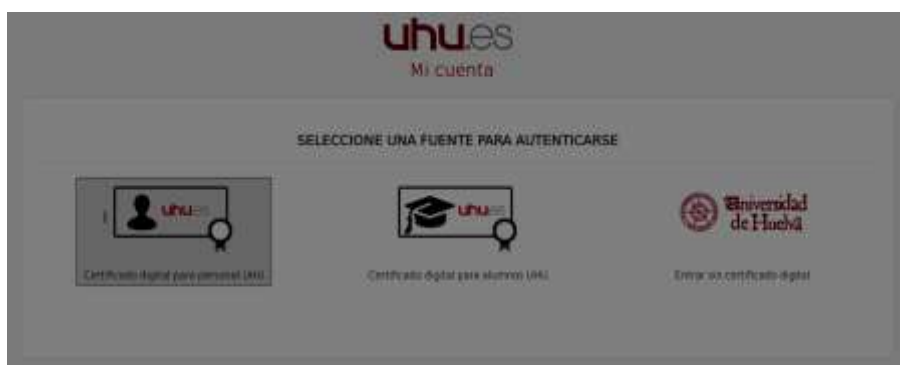 uhu.es
Mi cuenta
SELECCIONE UNA FUENTE PARA AUTENTICARSE
uhu.es
Certificado digital para personal UHU
uhu.es
Certificado digital para alumnos UHU
Universidad
de Huelva
Entrar sin certificado digital